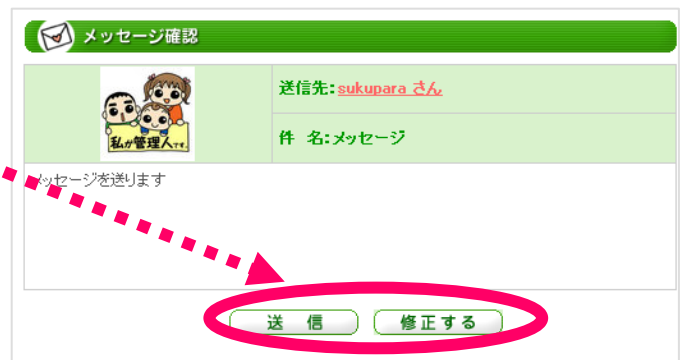 メッセージ確認
送信先:sukupara さん
私が管理人です。
件 名:メッセージ
メッセージを送ります
送 信
修正する